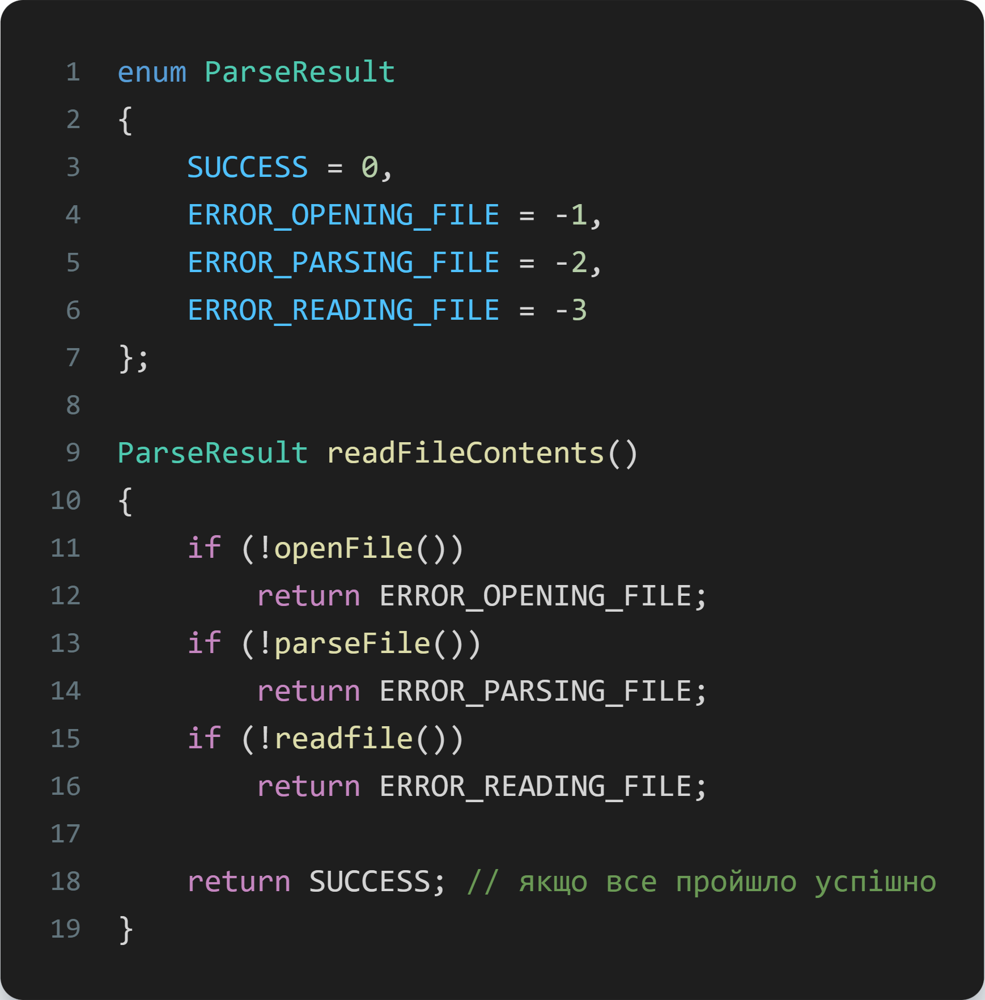 1 enum ParseResult
2 {
3     SUCCESS = 0,
4     ERROR_OPENING_FILE = -1,
5     ERROR_PARSING_FILE = -2,
6     ERROR_READING_FILE = -3
7 };
8
9 ParseResult readFileContents()
10 {
11     if (!openFile())
12         return ERROR_OPENING_FILE;
13     if (!parseFile())
14         return ERROR_PARSING_FILE;
15     if (!readfile())
16         return ERROR_READING_FILE;
17
18     return SUCCESS; // якщо все пройшло успішно
19 }